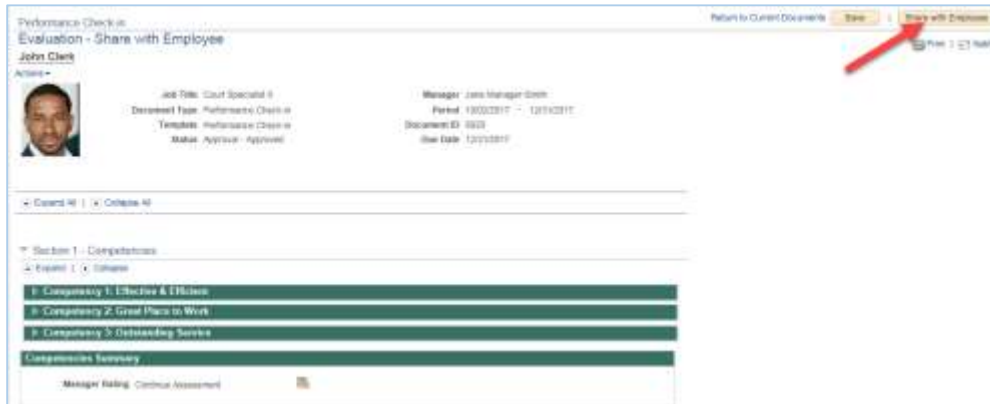 Performance Check-in
Return to Current Documents Save | Share with Employee
Evaluation - Share with Employee
Print |
John Clerk
Actions
Job Title Court Specialist II
Manager Jane Manager-Smith
Document Type Performance Check-in
Period 10/02/2017 - 12/31/2017
Template Performance Check-in
Document ID
Status Approval - Approved
Due Date 12/31/2017
Expand All | Collapse All
Section 1 - Competencies
Expand | Collapse
Competency 1: Effective & Efficient
Competency 2: Great Place to Work
Competency 3: Outstanding Service
Competencies Summary
Manager Rating Continue Assessment